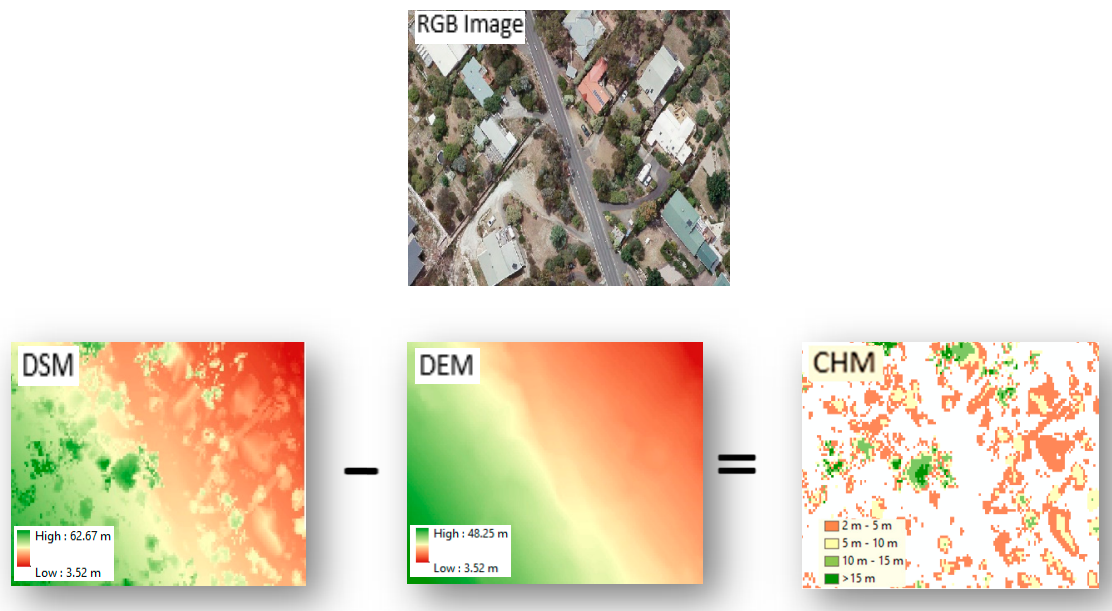 RGB Image
DSM
High : 62.67 m
Low : 3.52 m
DEM
High : 48.25 m
Low : 3.52 m
CHM
2 m - 5 m
5 m - 10 m
10 m - 15 m
>15 m